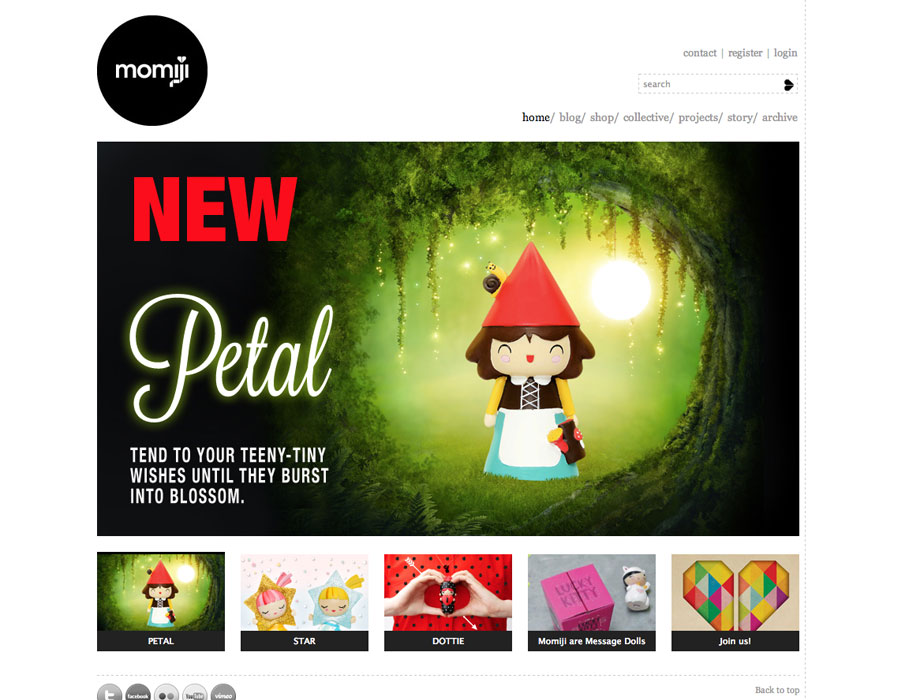 momiji
contact | register | login
search
home/ blog/ shop/ collective/ projects/ story/ archive
NEW
Petal
TEND TO YOUR TEENY-TINY
WISHES UNTIL THEY BURST
INTO BLOSSOM.
LUCKY
KITTY
PETAL
STAR
DOTTIE
Momiji are Message Dolls
Join us!
facebook
YouTube
vimeo
Back to top